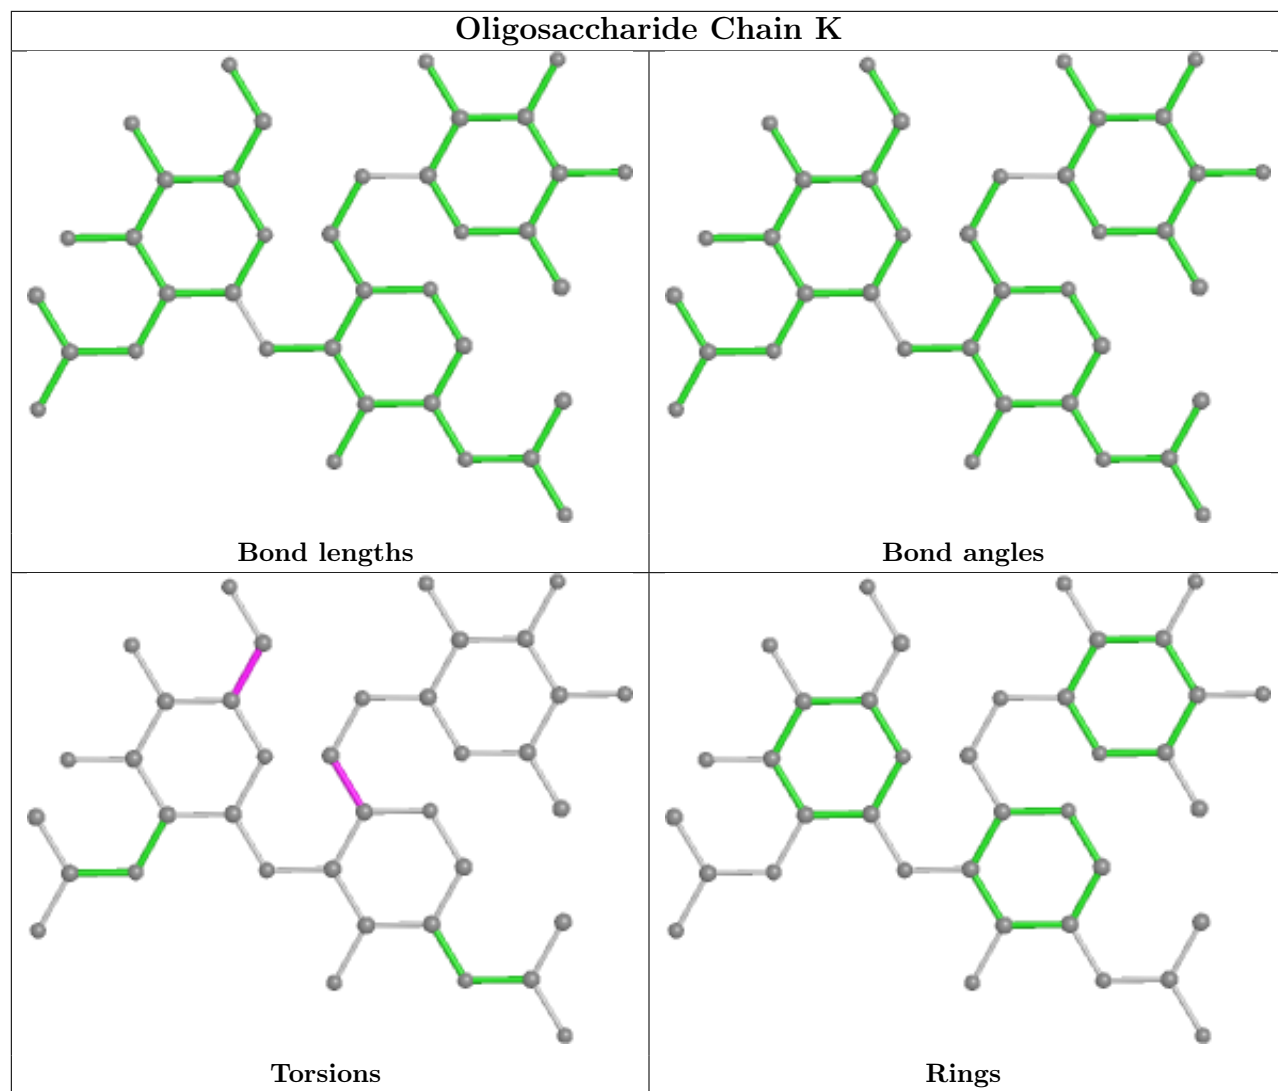 Oligosaccharide Chain K
Bond lengths
Bond angles
Torsions
Rings